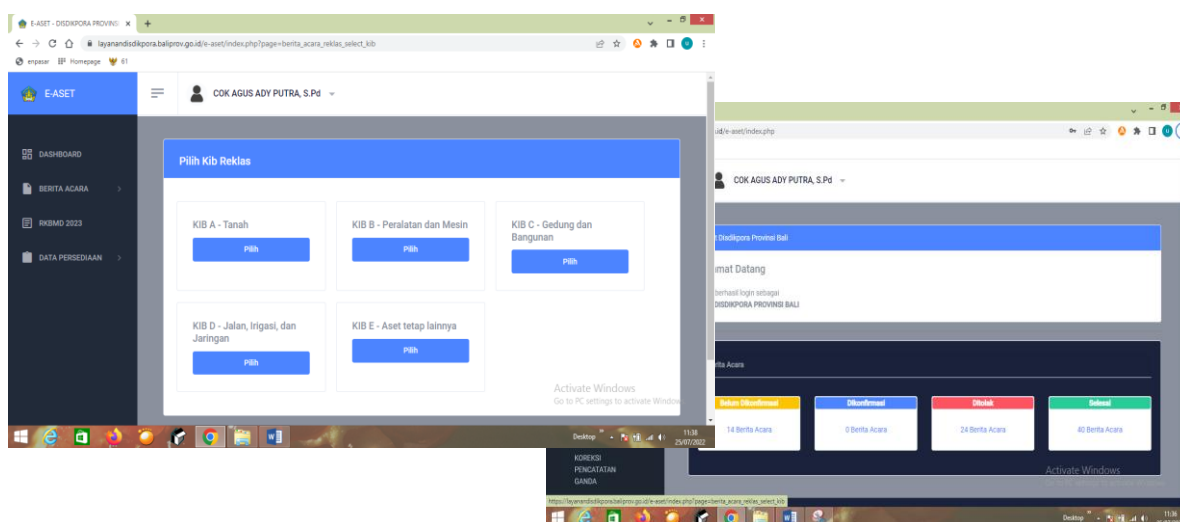 E-ASET - DISDIKPORA PROVINS
layanandisdikpora.baliprov.go.id/e-aset/index.php?page=berita_acara_reklas_select_kib
enpasar
Homepage
61
E-ASET
COK AGUS ADY PUTRA, S.Pd
DASHBOARD
BERITA ACARA
RKBMD 2023
DATA PERSEDIAAN
Pilih Kib Reklas
KIB A - Tanah
Pilih
KIB B - Peralatan dan Mesin
Pilih
KIB C - Gedung dan
Bangunan
Pilih
KIB D - Jalan, Irigasi, dan
Jaringan
Pilih
KIB E - Aset tetap lainnya
Pilih
Activate Windows
Go to PC settings to activate Window
Desktop
11:38
25/07/2022
.id/e-aset/index.php
COK AGUS ADY PUTRA, S.Pd
t Disdikpora Provinsi Bali
mat Datang
berhasil login sebagai
DISDIKPORA PROVINSI BALI
rita Acara
Belum Dikonfirmasi
14 Berita Acara
Dikonfirmasi
0 Berita Acara
Ditolak
24 Berita Acara
Selesai
40 Berita Acara
KOREKSI
PENCATATAN
GANDA
Activate Windows
https://layanandisdikpora.baliprov.go.id/e-aset/index.php?page=berita_acara_reklas_select_kib
Desktop
11:36